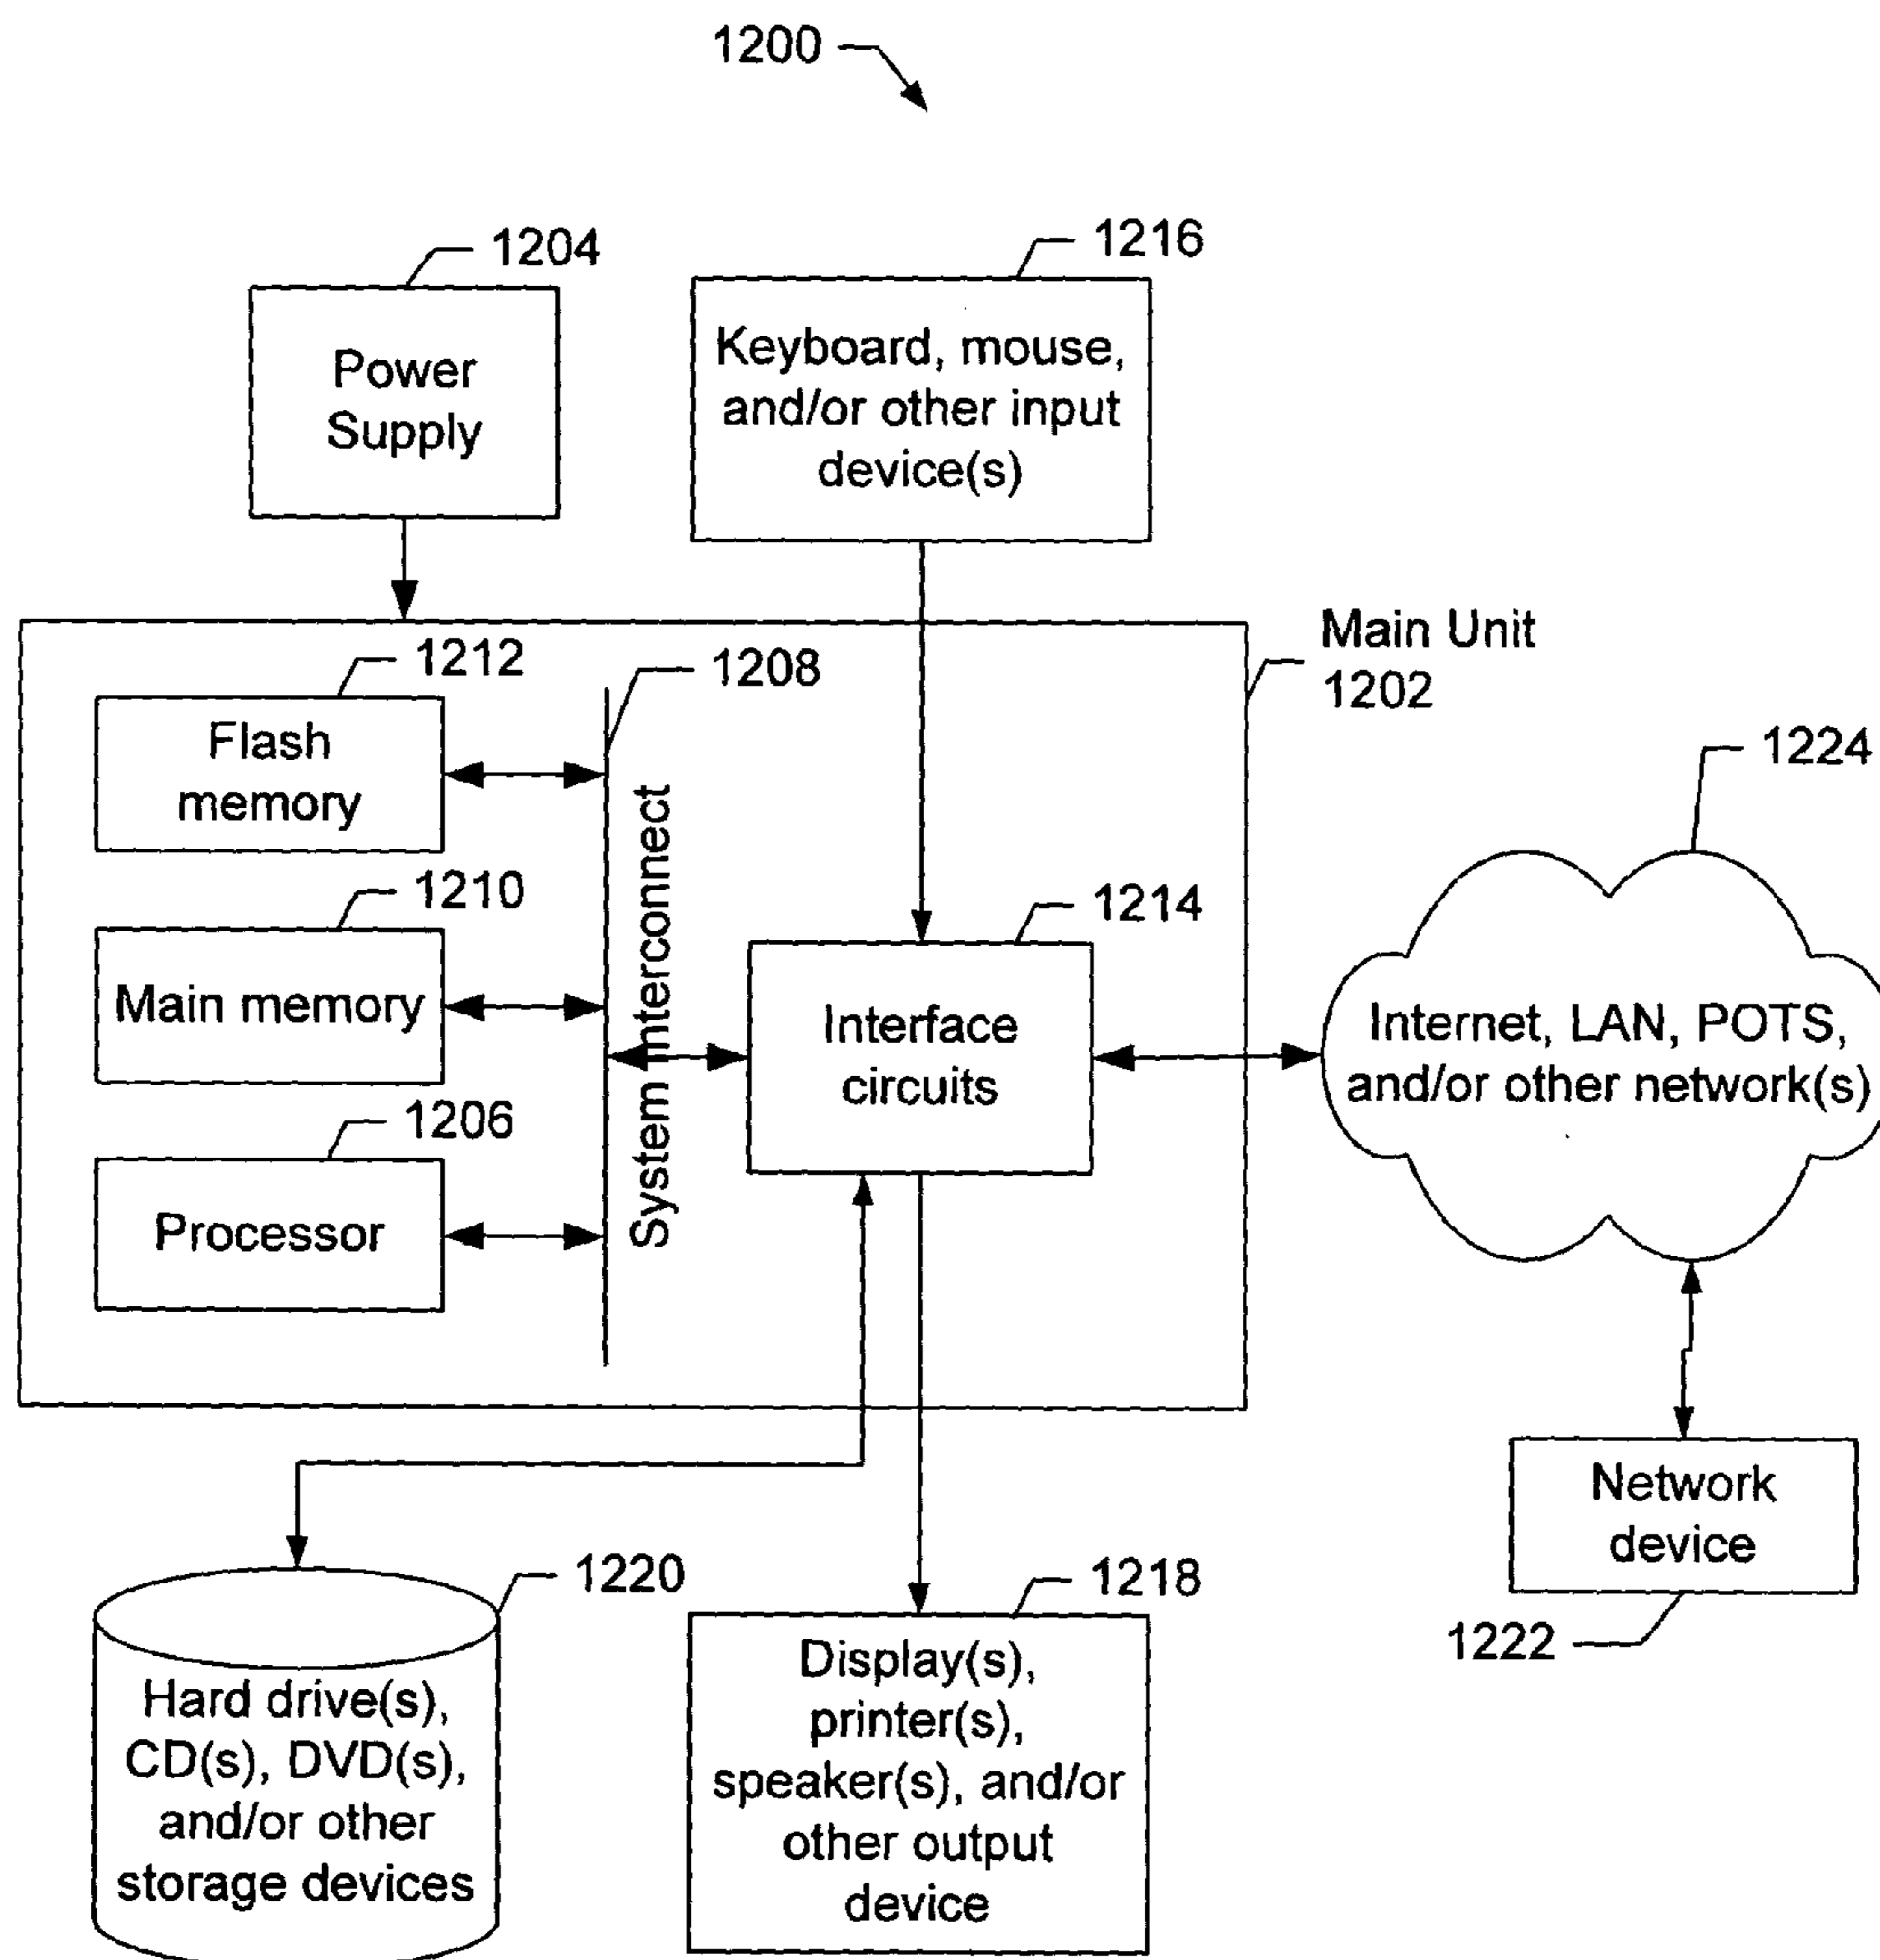 1200
1204
Power
Supply
1216
Keyboard, mouse,
and/or other input
device(s)
Main Unit
1202
1212
Flash
memory
1208
System Interconnect
1210
Main memory
1206
Processor
1214
Interface
circuits
1224
Internet, LAN, POTS,
and/or other network(s)
Network
device
1222
1220
Hard drive(s),
CD(s), DVD(s),
and/or other
storage devices
1218
Display(s),
printer(s),
speaker(s), and/or
other output
device